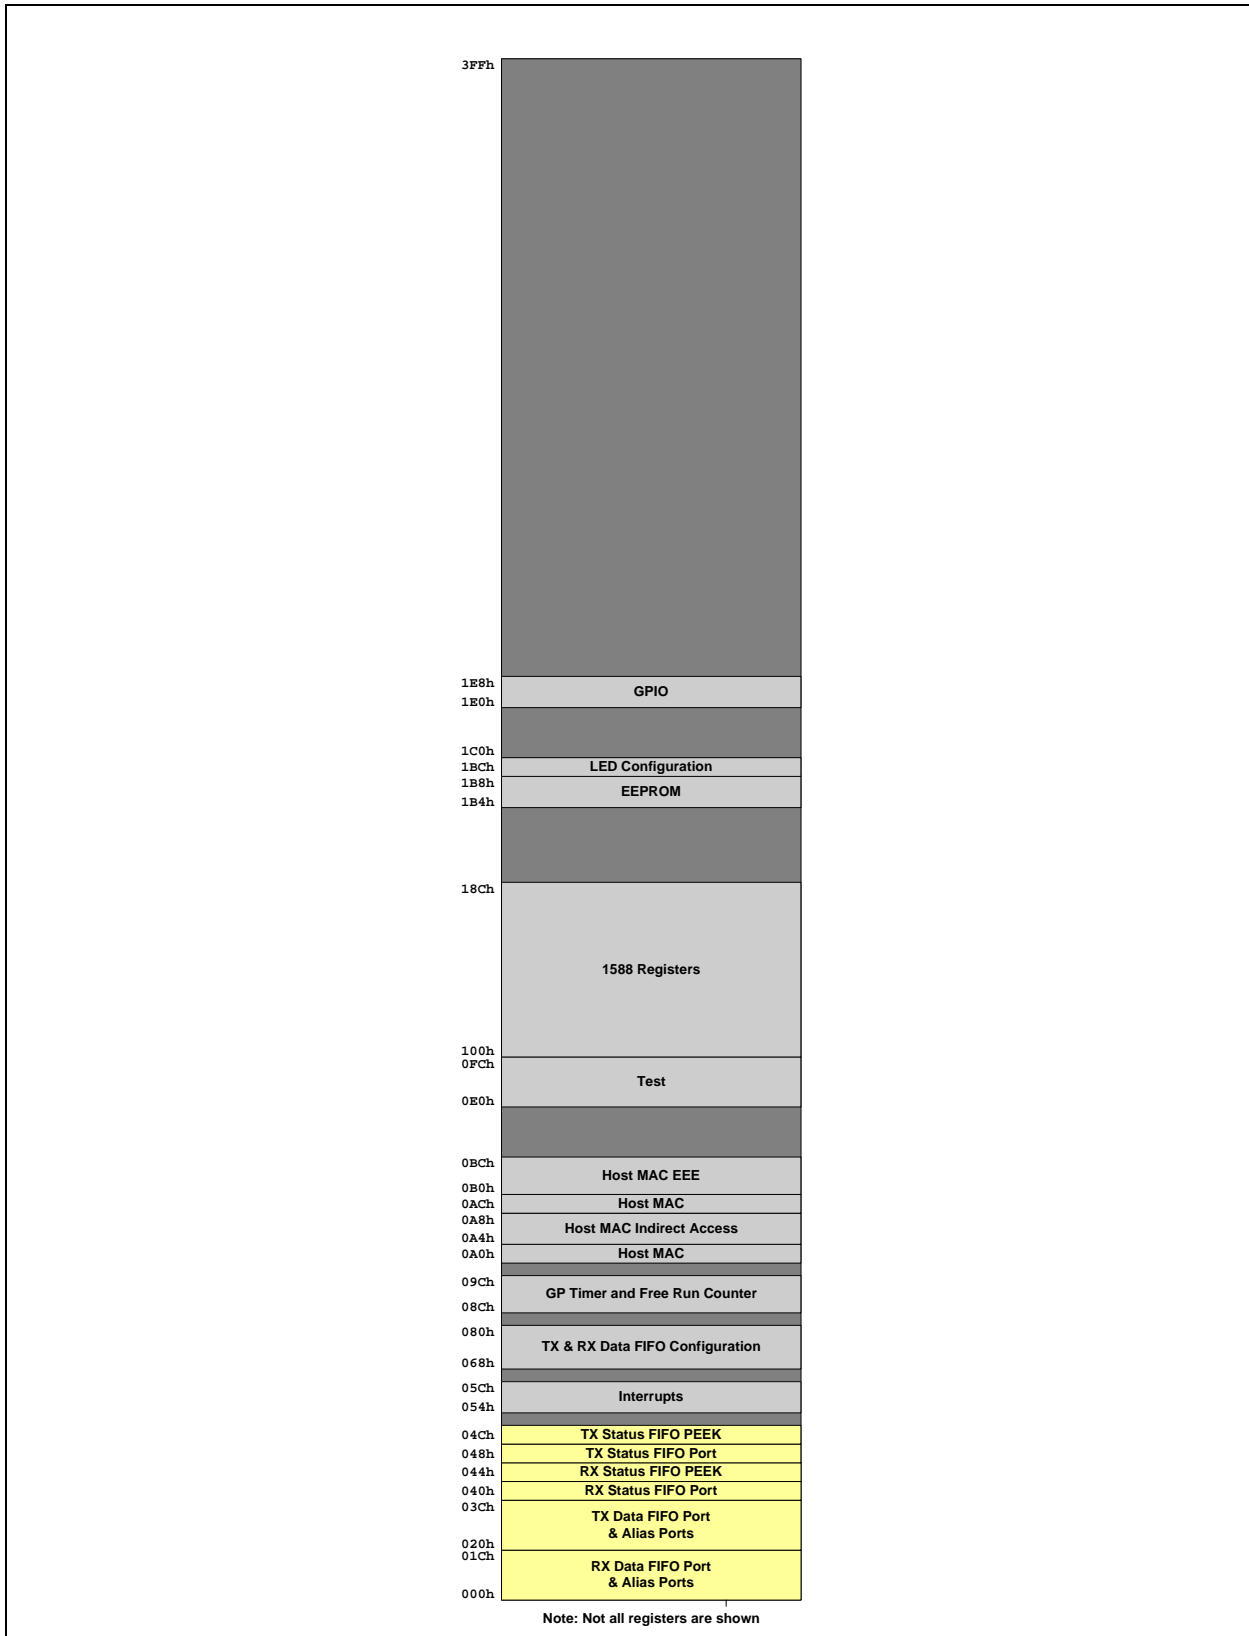 3FFh
1E8h
GPIO
1E0h
1C0h
1BCh
LED Configuration
1B8h
EEPROM
1B4h
18Ch
1588 Registers
100h
0FCh
Test
0E0h
0BCh
Host MAC EEE
0B0h
0ACh
Host MAC
0A8h
Host MAC Indirect Access
0A4h
0A0h
Host MAC
09Ch
GP Timer and Free Run Counter
08Ch
080h
TX & RX Data FIFO Configuration
068h
05Ch
Interrupts
054h
04Ch
TX Status FIFO PEEK
048h
TX Status FIFO Port
044h
RX Status FIFO PEEK
040h
RX Status FIFO Port
03Ch
TX Data FIFO Port
& Alias Ports
020h
01Ch
RX Data FIFO Port
& Alias Ports
000h
Note: Not all registers are shown